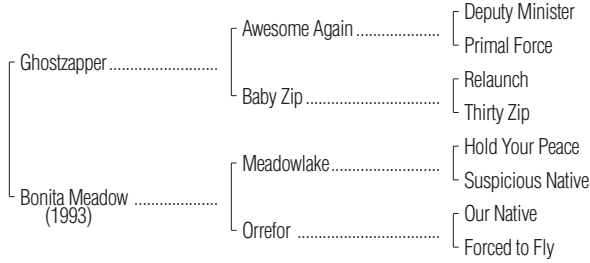 Deputy Minister
Awesome Again ....................
Primal Force
Ghostzapper ..........................
Relaunch
Baby Zip ................................
Thirty Zip
Hold Your Peace
Meadowlake..........................
Suspicious Native
Bonita Meadow ....................
(1993)
Our Native
Orrefor ..................................
Forced to Fly